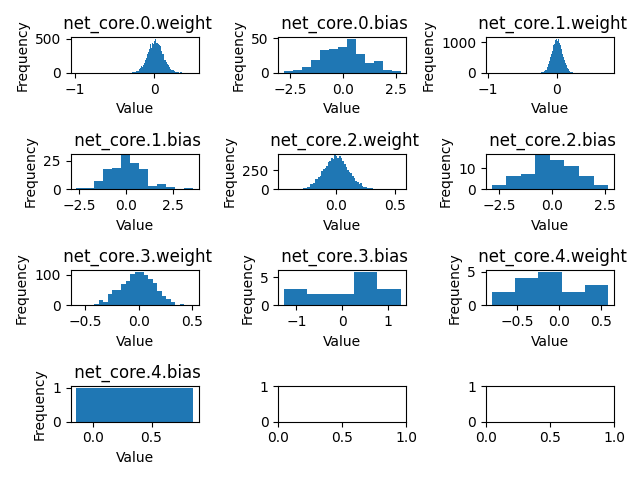 net_core.0.weight
Frequency
500
0
−1
0
Value
net_core.0.bias
Frequency
50
0
−2.5
0.0
2.5
Value
net_core.1.weight
Frequency
1000
0
−1
0
Value
net_core.1.bias
Frequency
25
0
−2.5
0.0
2.5
Value
net_core.2.weight
Frequency
250
0
0.0
0.5
Value
net_core.2.bias
Frequency
10
0
−2.5
0.0
2.5
Value
net_core.3.weight
Frequency
100
0
−0.5
0.0
0.5
Value
net_core.3.bias
Frequency
5
0
−1
0
1
Value
net_core.4.weight
Frequency
5
0
−0.5
0.0
0.5
Value
net_core.4.bias
Frequency
1
0
0.0
0.5
Value
1
0
0.0
0.5
1.0
1
0
0.0
0.5
1.0